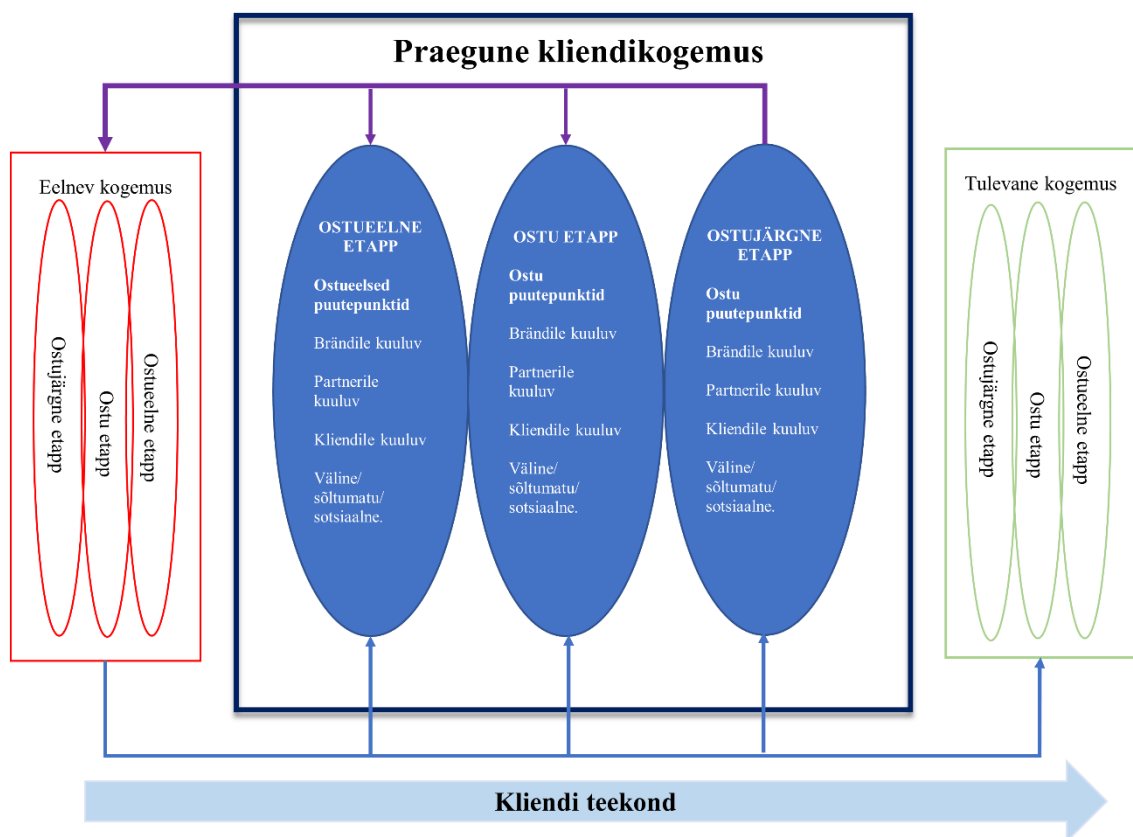 Praegune kliendikogemus
Eelnev kogemus
Ostujärgne etapp
Ostu etapp
Ostueelne etapp
OSTUEELNE
ETAPP
Ostueelsed
puutepunktid
Brändile kuuluv
Partnerile
kuuluv
Kliendile kuuluv
Väline/
sõltumatu/
sotsiaalne.
OSTU ETAPP
Ostu
puutepunktid
Brändile kuuluv
Partnerile
kuuluv
Kliendile kuuluv
Väline/
sõltumatu/
sotsiaalne.
OSTUJÄRGNE
ETAPP
Ostu
puutepunktid
Brändile kuuluv
Partnerile kuuluv
Kliendile kuuluv
Väline/
sõltumatu/
sotsiaalne.
Tulevane kogemus
Ostujärgne etapp
Ostu etapp
Ostueelne etapp
Kliendi teekond